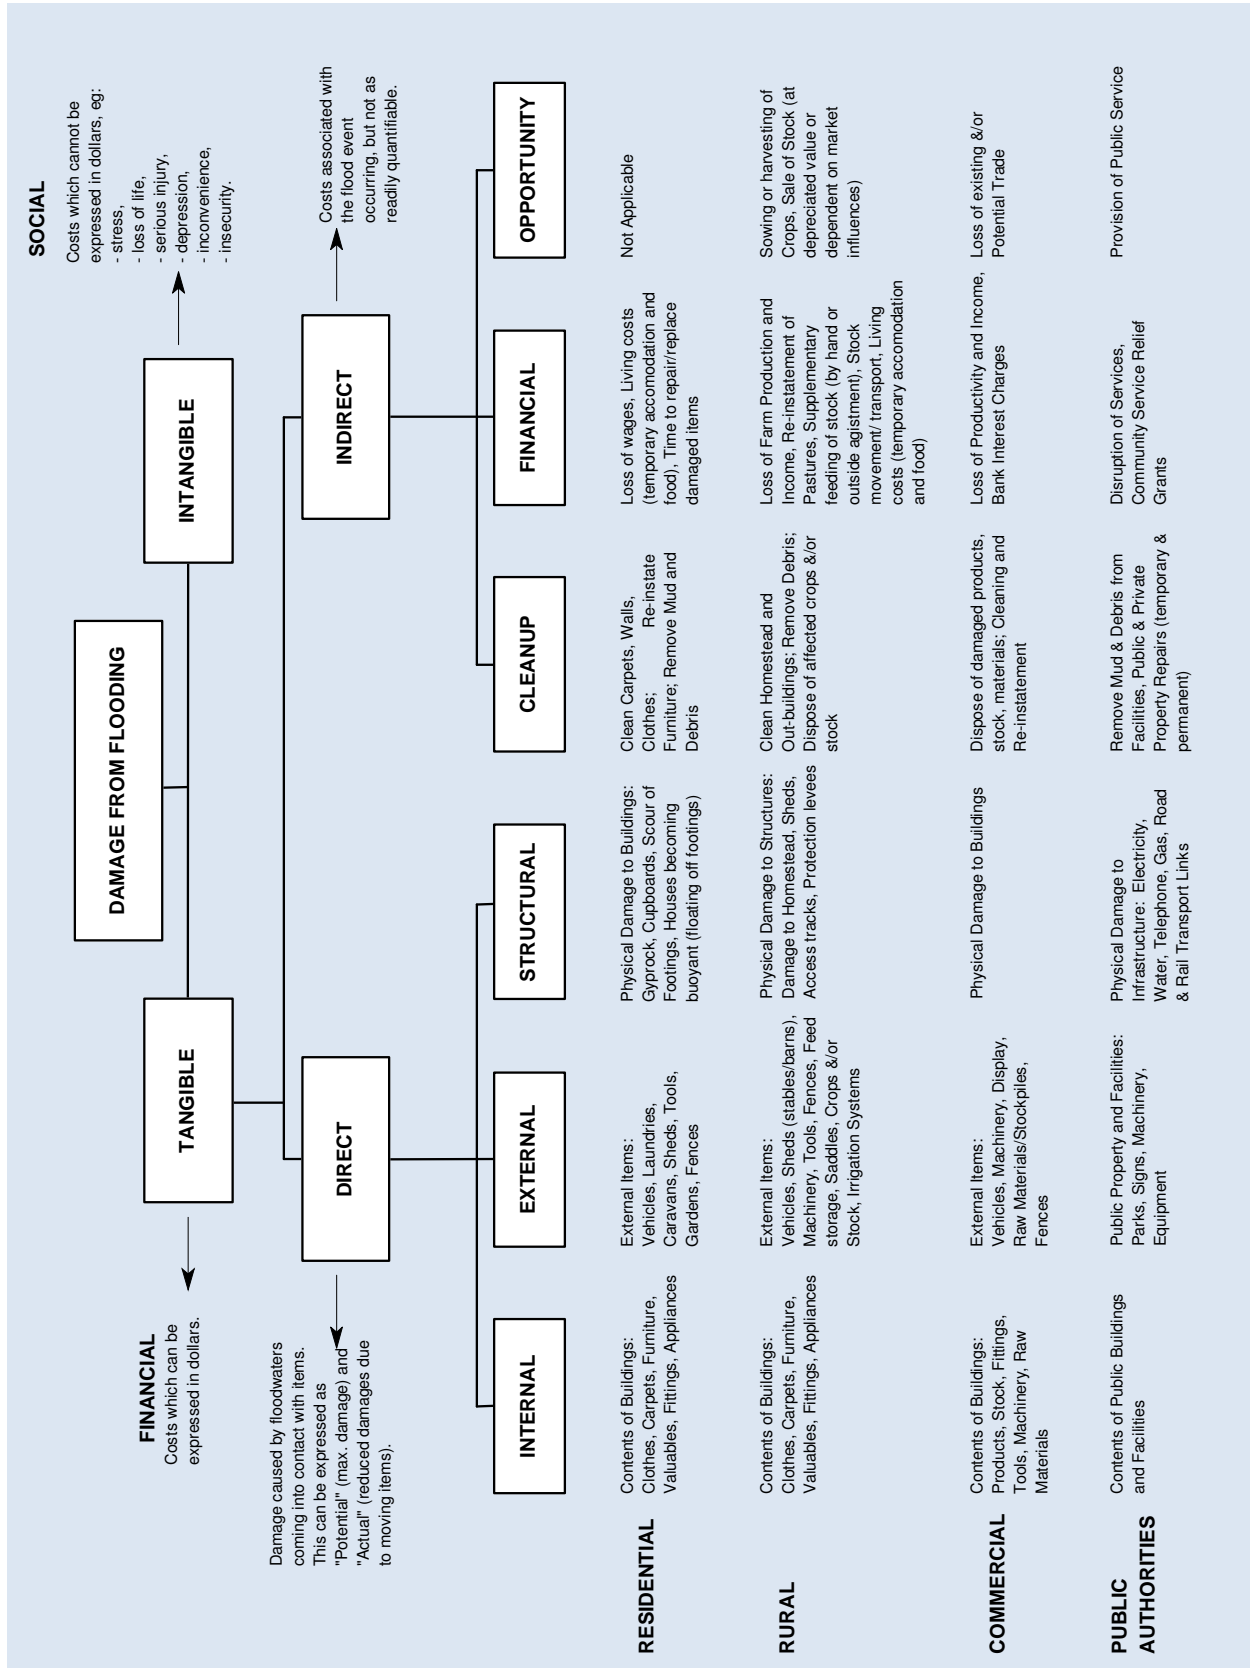 DAMAGE FROM FLOODING
FINANCIAL
Costs which can be
expressed in dollars.
TANGIBLE
INTANGIBLE
SOCIAL
Costs which cannot be
expressed in dollars, eg:
- stress,
- loss of life,
- serious injury,
- depression,
- inconvenience,
- insecurity.
Damage caused by floodwaters
coming into contact with items.
This can be expressed as
"Potential" (max. damage) and
"Actual" (reduced damages due
to moving items).
DIRECT
INDIRECT
Costs associated with
the flood event
occurring, but not as
readily quantifiable.
INTERNAL
EXTERNAL
STRUCTURAL
CLEANUP
FINANCIAL
OPPORTUNITY
RESIDENTIAL
Contents of Buildings:
Clothes, Carpets, Furniture,
Valuables, Fittings, Appliances
External Items:
Vehicles, Laundries,
Caravans, Sheds, Tools,
Gardens, Fences
Physical Damage to Buildings:
Gyprock, Cupboards, Scour of
Footings, Houses becoming
buoyant (floating off footings)
Clean Carpets, Walls,
Clothes; Re-instate
Furniture; Remove Mud and
Debris
Loss of wages, Living costs
(temporary accomodation and
food), Time to repair/replace
damaged items
Not Applicable
RURAL
Contents of Buildings:
Clothes, Carpets, Furniture,
Valuables, Fittings, Appliances
External Items:
Vehicles, Sheds (stables/barns),
Machinery, Tools, Fences, Feed
storage, Saddles, Crops &/or
Stock, Irrigation Systems
Physical Damage to Structures:
Damage to Homestead, Sheds,
Access tracks, Protection levees
Clean Homestead and
Out-buildings; Remove Debris;
Dispose of affected crops &/or
stock
Loss of Farm Production and
Income, Re-instatement of
Pastures, Supplementary
feeding of stock (by hand or
outside agistment), Stock
movement/ transport, Living
costs (temporary accomodation
and food)
Sowing or harvesting of
Crops, Sale of Stock (at
depreciated value or
dependent on market
influences)
COMMERCIAL
Contents of Buildings:
Products, Stock, Fittings,
Tools, Machinery, Raw
Materials
External Items:
Vehicles, Machinery, Display,
Raw Materials/Stockpiles,
Fences
Physical Damage to Buildings
Dispose of damaged products,
stock, materials; Cleaning and
Re-instatement
Loss of Productivity and Income,
Bank Interest Charges
Loss of existing &/or
Potential Trade
PUBLIC
AUTHORITIES
Contents of Public Buildings
and Facilities
Public Property and Facilities:
Parks, Signs, Machinery,
Equipment
Physical Damage to
Infrastructure: Electricity,
Water, Telephone, Gas, Road
& Rail Transport Links
Remove Mud & Debris from
Facilities, Public & Private
Property Repairs (temporary &
permanent)
Disruption of Services,
Community Service Relief
Grants
Provision of Public Service